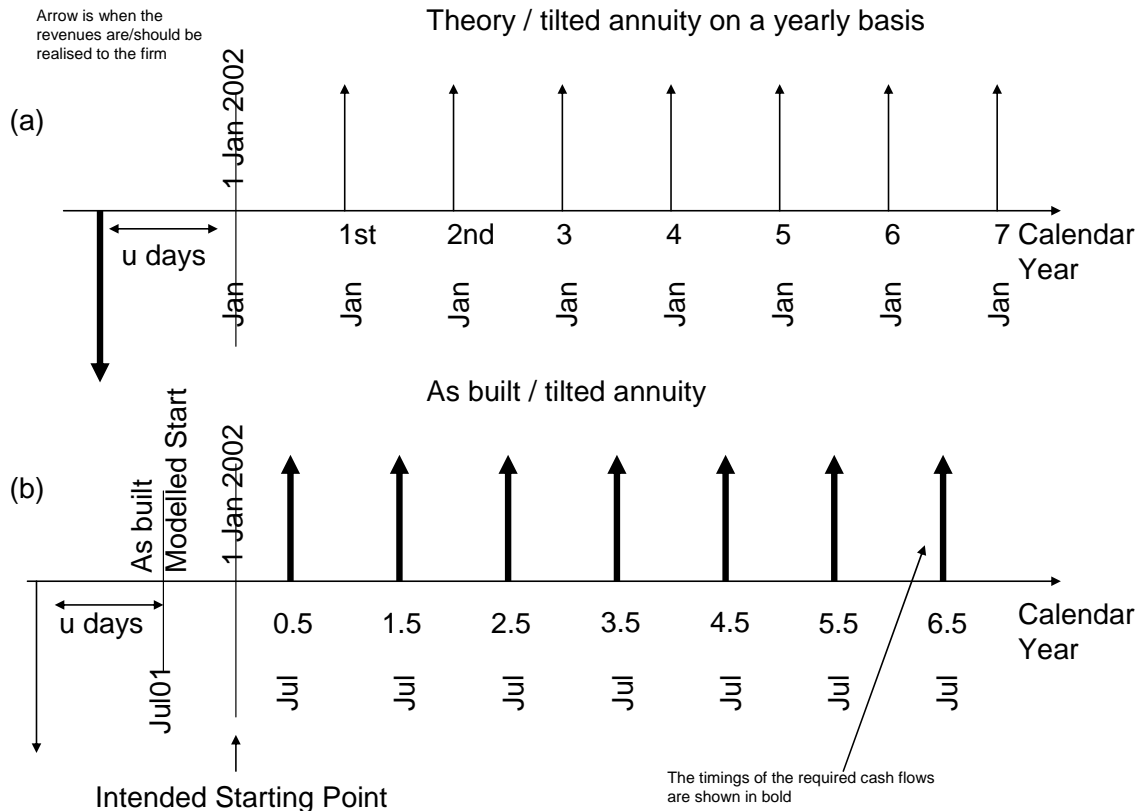 Arrow is when the
revenues are/should be
realised to the firm
Theory / tilted annuity on a yearly basis
(a)
1 Jan 2002
u days
1st 2nd 3 4 5 6 7 Calendar
Year
Jan Jan Jan Jan Jan Jan Jan Jan
As built / tilted annuity
(b)
As built
Modelled Start
1 Jan 2002
u days
0.5 1.5 2.5 3.5 4.5 5.5 6.5 Calendar
Year
Jul01 Jul Jul Jul Jul Jul Jul Jul
Intended Starting Point
The timings of the required cash flows
are shown in bold